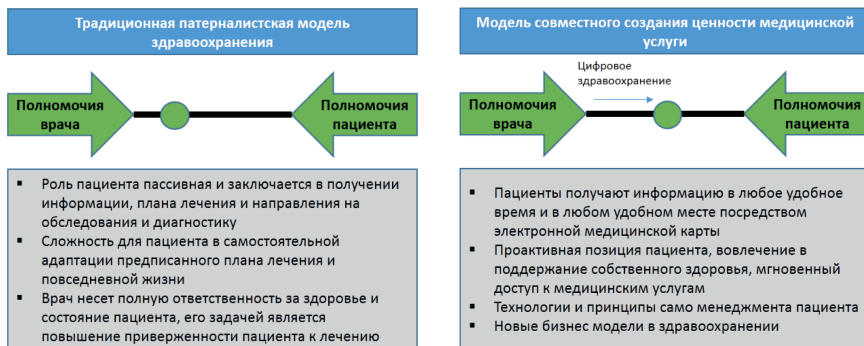 Традиционная патерналистская модель
здравоохранения
Полномочия
врача
Полномочия
пациента
▪ Роль пациента пассивная и заключается в получении
информации, плана лечения и направления на
обследования и диагностику
▪ Сложность для пациента в самостоятельной
адаптации предписанного плана лечения и
повседневной жизни
▪ Врач несет полную ответственность за здоровье и
состояние пациента, его задачей является
повышение приверженности пациента к лечению
Модель совместного создания ценности медицинской
услуги
Цифровое
здравоохранение
Полномочия
врача
Полномочия
пациента
▪ Пациенты получают информацию в любое удобное
время и в любом удобном месте посредством
электронной медицинской карты
▪ Проактивная позиция пациента, вовлечение в
поддержание собственного здоровья, мгновенный
доступ к медицинским услугам
▪ Технологии и принципы само менеджмента пациента
▪ Новые бизнес модели в здравоохранении